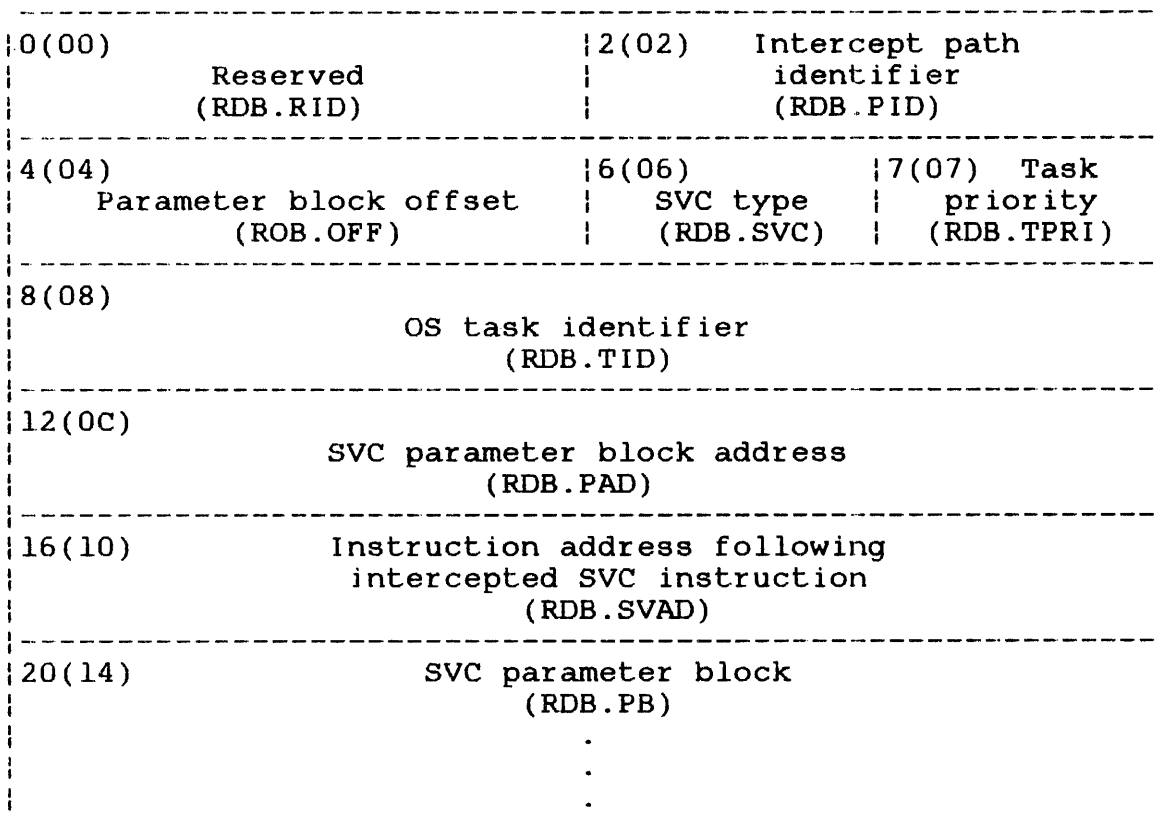 0(00) 2(02) Intercept path
Reserved identifier
(RDB.RID) (RDB.PID)
4(04) 6(06) 7(07) Task
Parameter block offset SVC type priority
(ROB.OFF) (RDB.SVC) (RDB.TPRI)
8(08)
OS task identifier
(RDB.TID)
12(0C)
SVC parameter block address
(RDB.PAD)
16(10) Instruction address following
intercepted SVC instruction
(RDB.SVAD)
20(14) SVC parameter block
(RDB.PB)
.
.
.